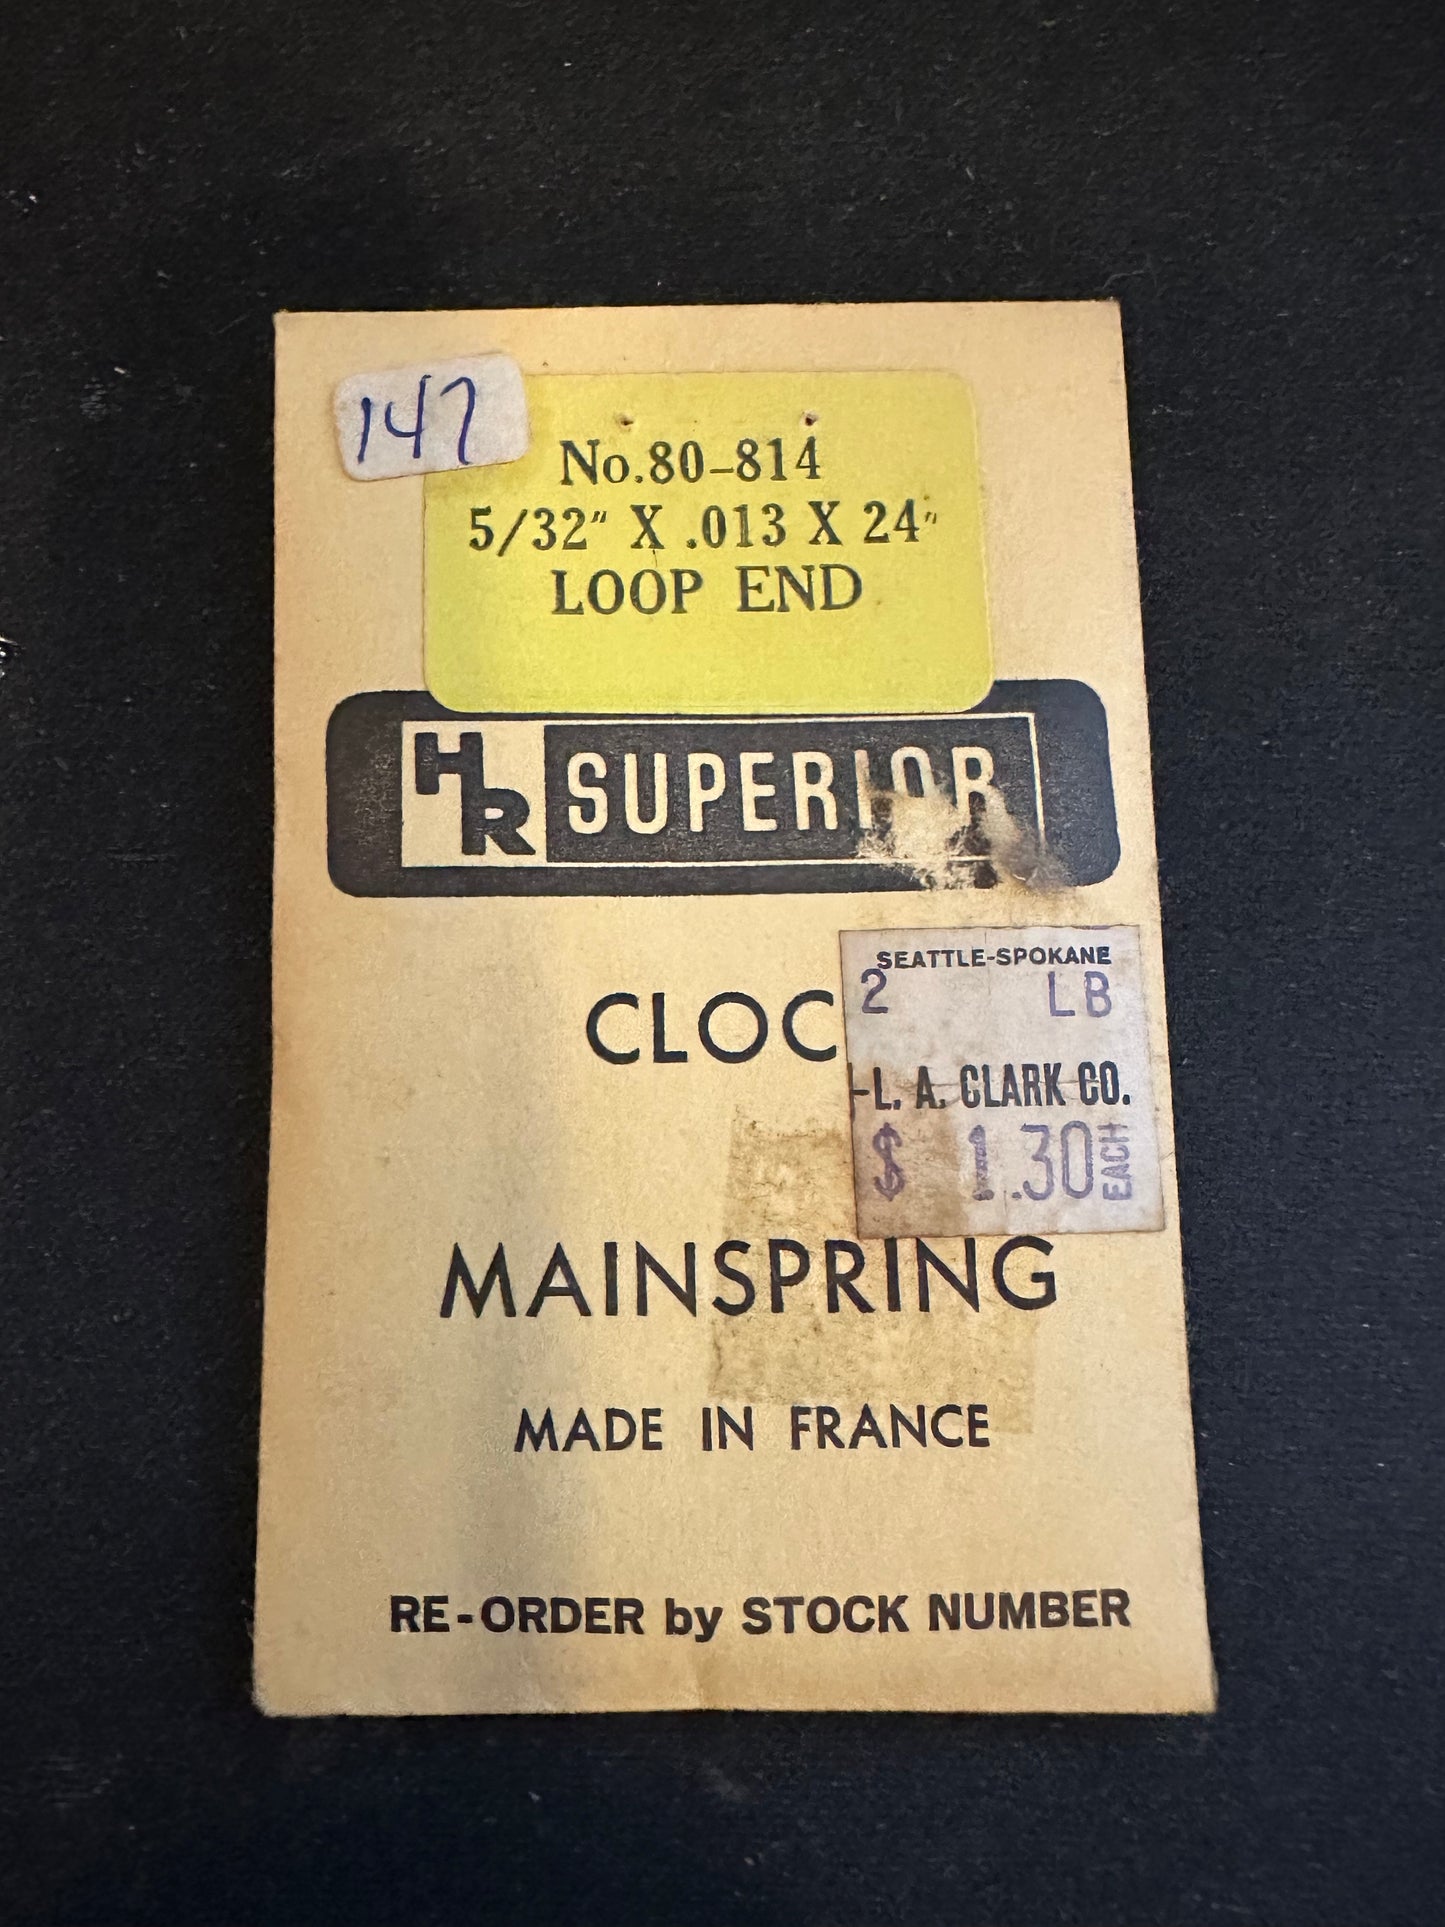 147
No.80-814
5/32" X .013 X 24"
LOOP END
HR SUPERIOR
SEATTLE-SPOKANE
2 LB
CLOC
-L. A. CLARK CO.
$ 1.30 EACH
MAINSPRING
MADE IN FRANCE
RE-ORDER by STOCK NUMBER